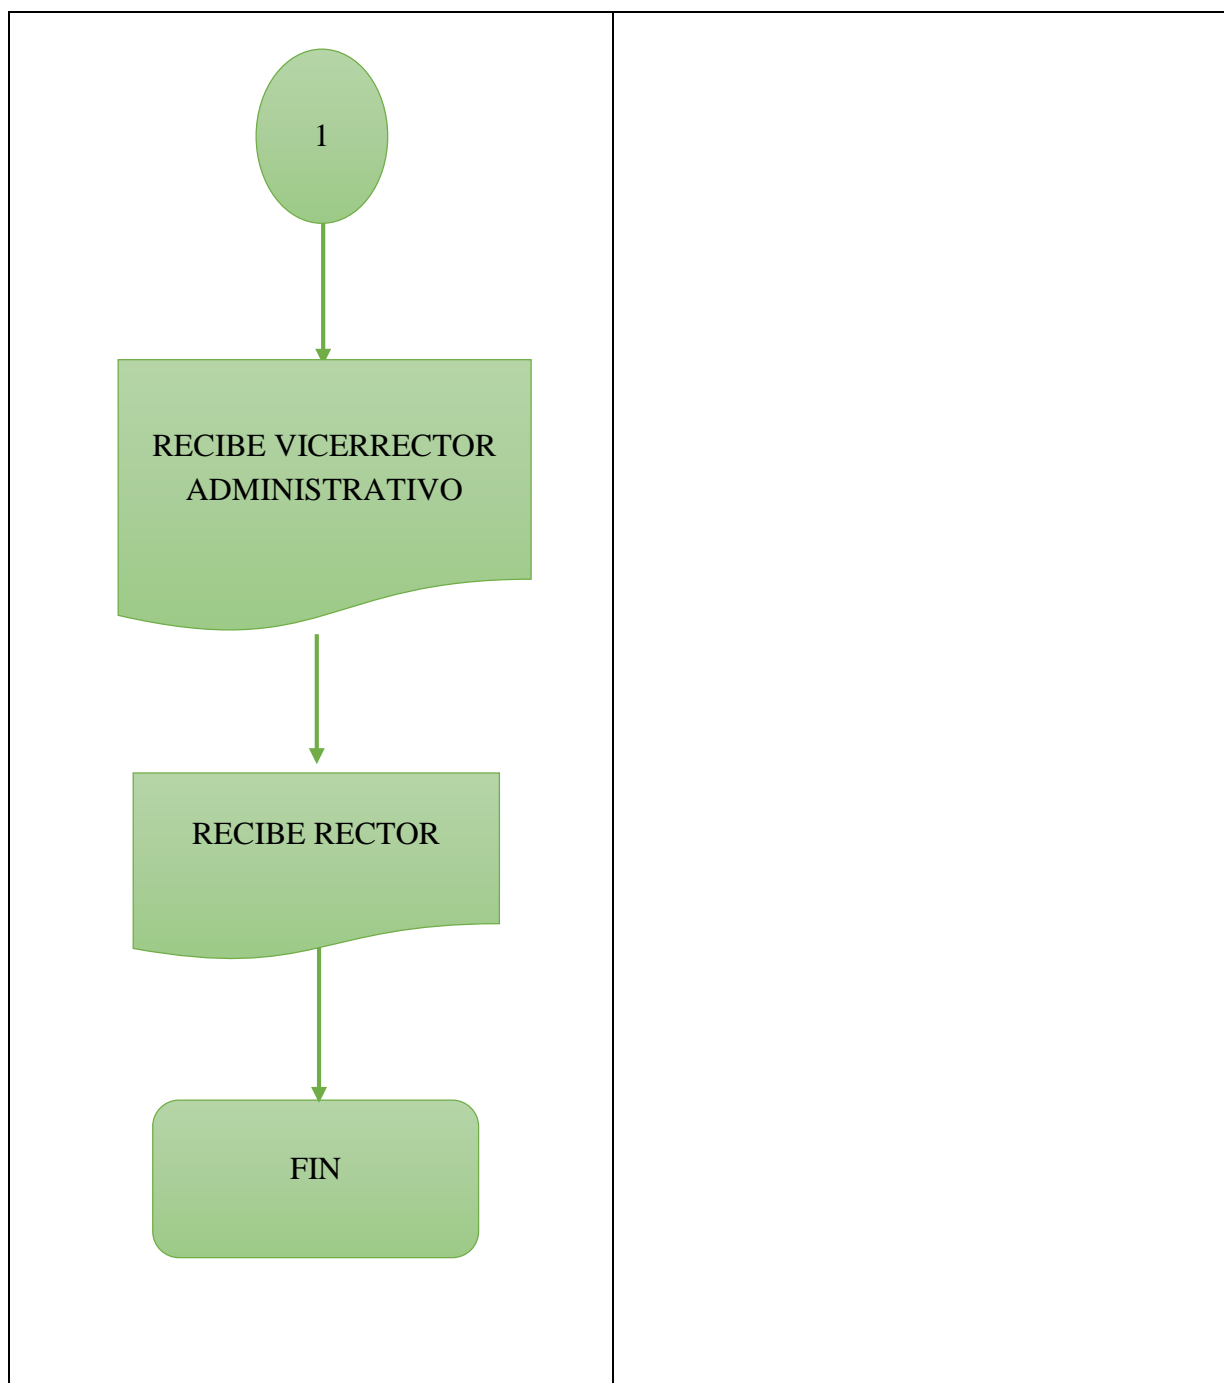 1
RECIBE VICERRECTOR
ADMINISTRATIVO
RECIBE RECTOR
FIN